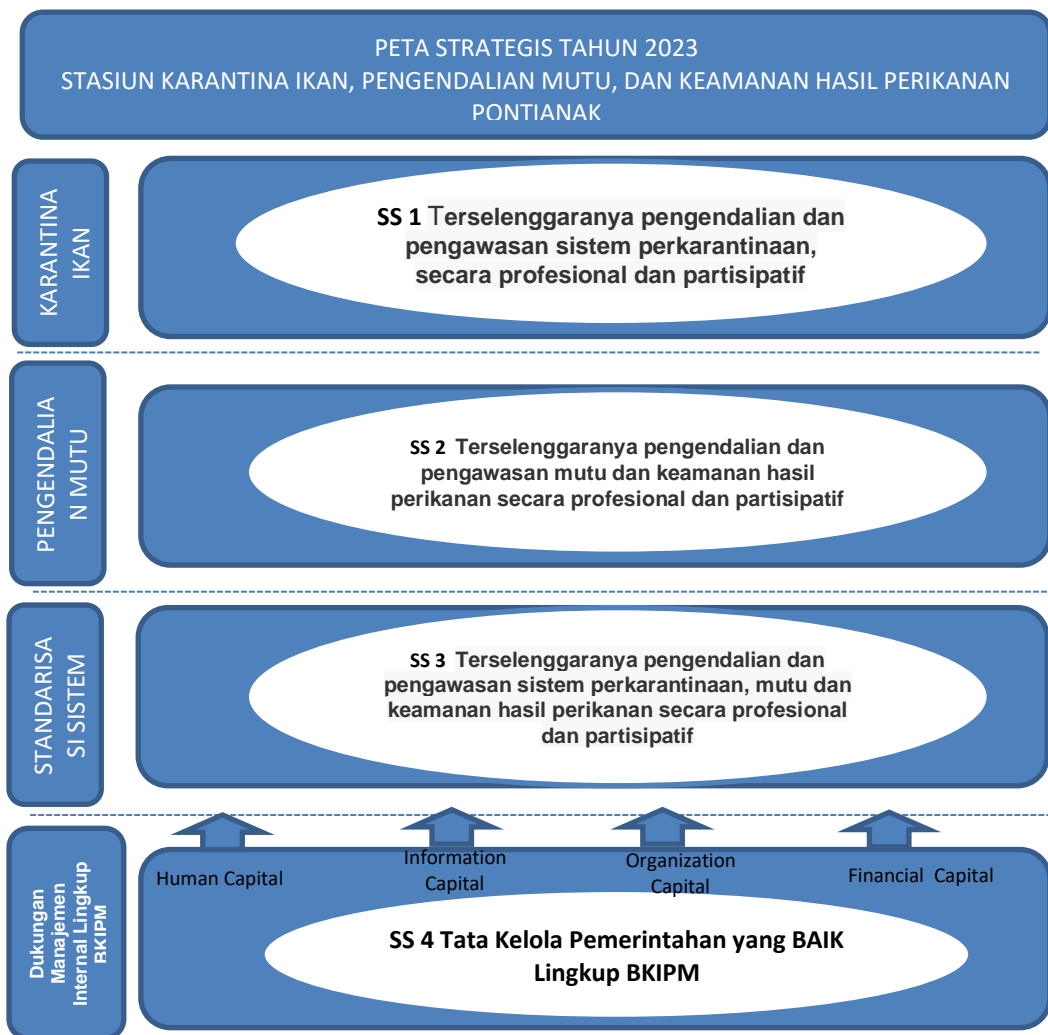 PETA STRATEGIS TAHUN 2023
STASIUN KARANTINA IKAN, PENGENDALIAN MUTU, DAN KEAMANAN HASIL PERIKANAN
PONTIANAK
KARANTINA
IKAN
SS 1 Terselenggaranya pengendalian dan
pengawasan sistem perkarantinaan,
secara profesional dan partisipatif
PENGENDALIA
N MUTU
SS 2 Terselenggaranya pengendalian dan
pengawasan mutu dan keamanan hasil
perikanan secara profesional dan partisipatif
STANDARISA
SI SISTEM
SS 3 Terselenggaranya pengendalian dan
pengawasan sistem perkarantinaan, mutu dan
keamanan hasil perikanan secara profesional
dan partisipatif
Dukungan
Manajemen
Internal Lingkup
BKIPM
Human Capital
Information
Capital
Organization
Capital
Financial Capital
SS 4 Tata Kelola Pemerintahan yang BAIK
Lingkup BKIPM